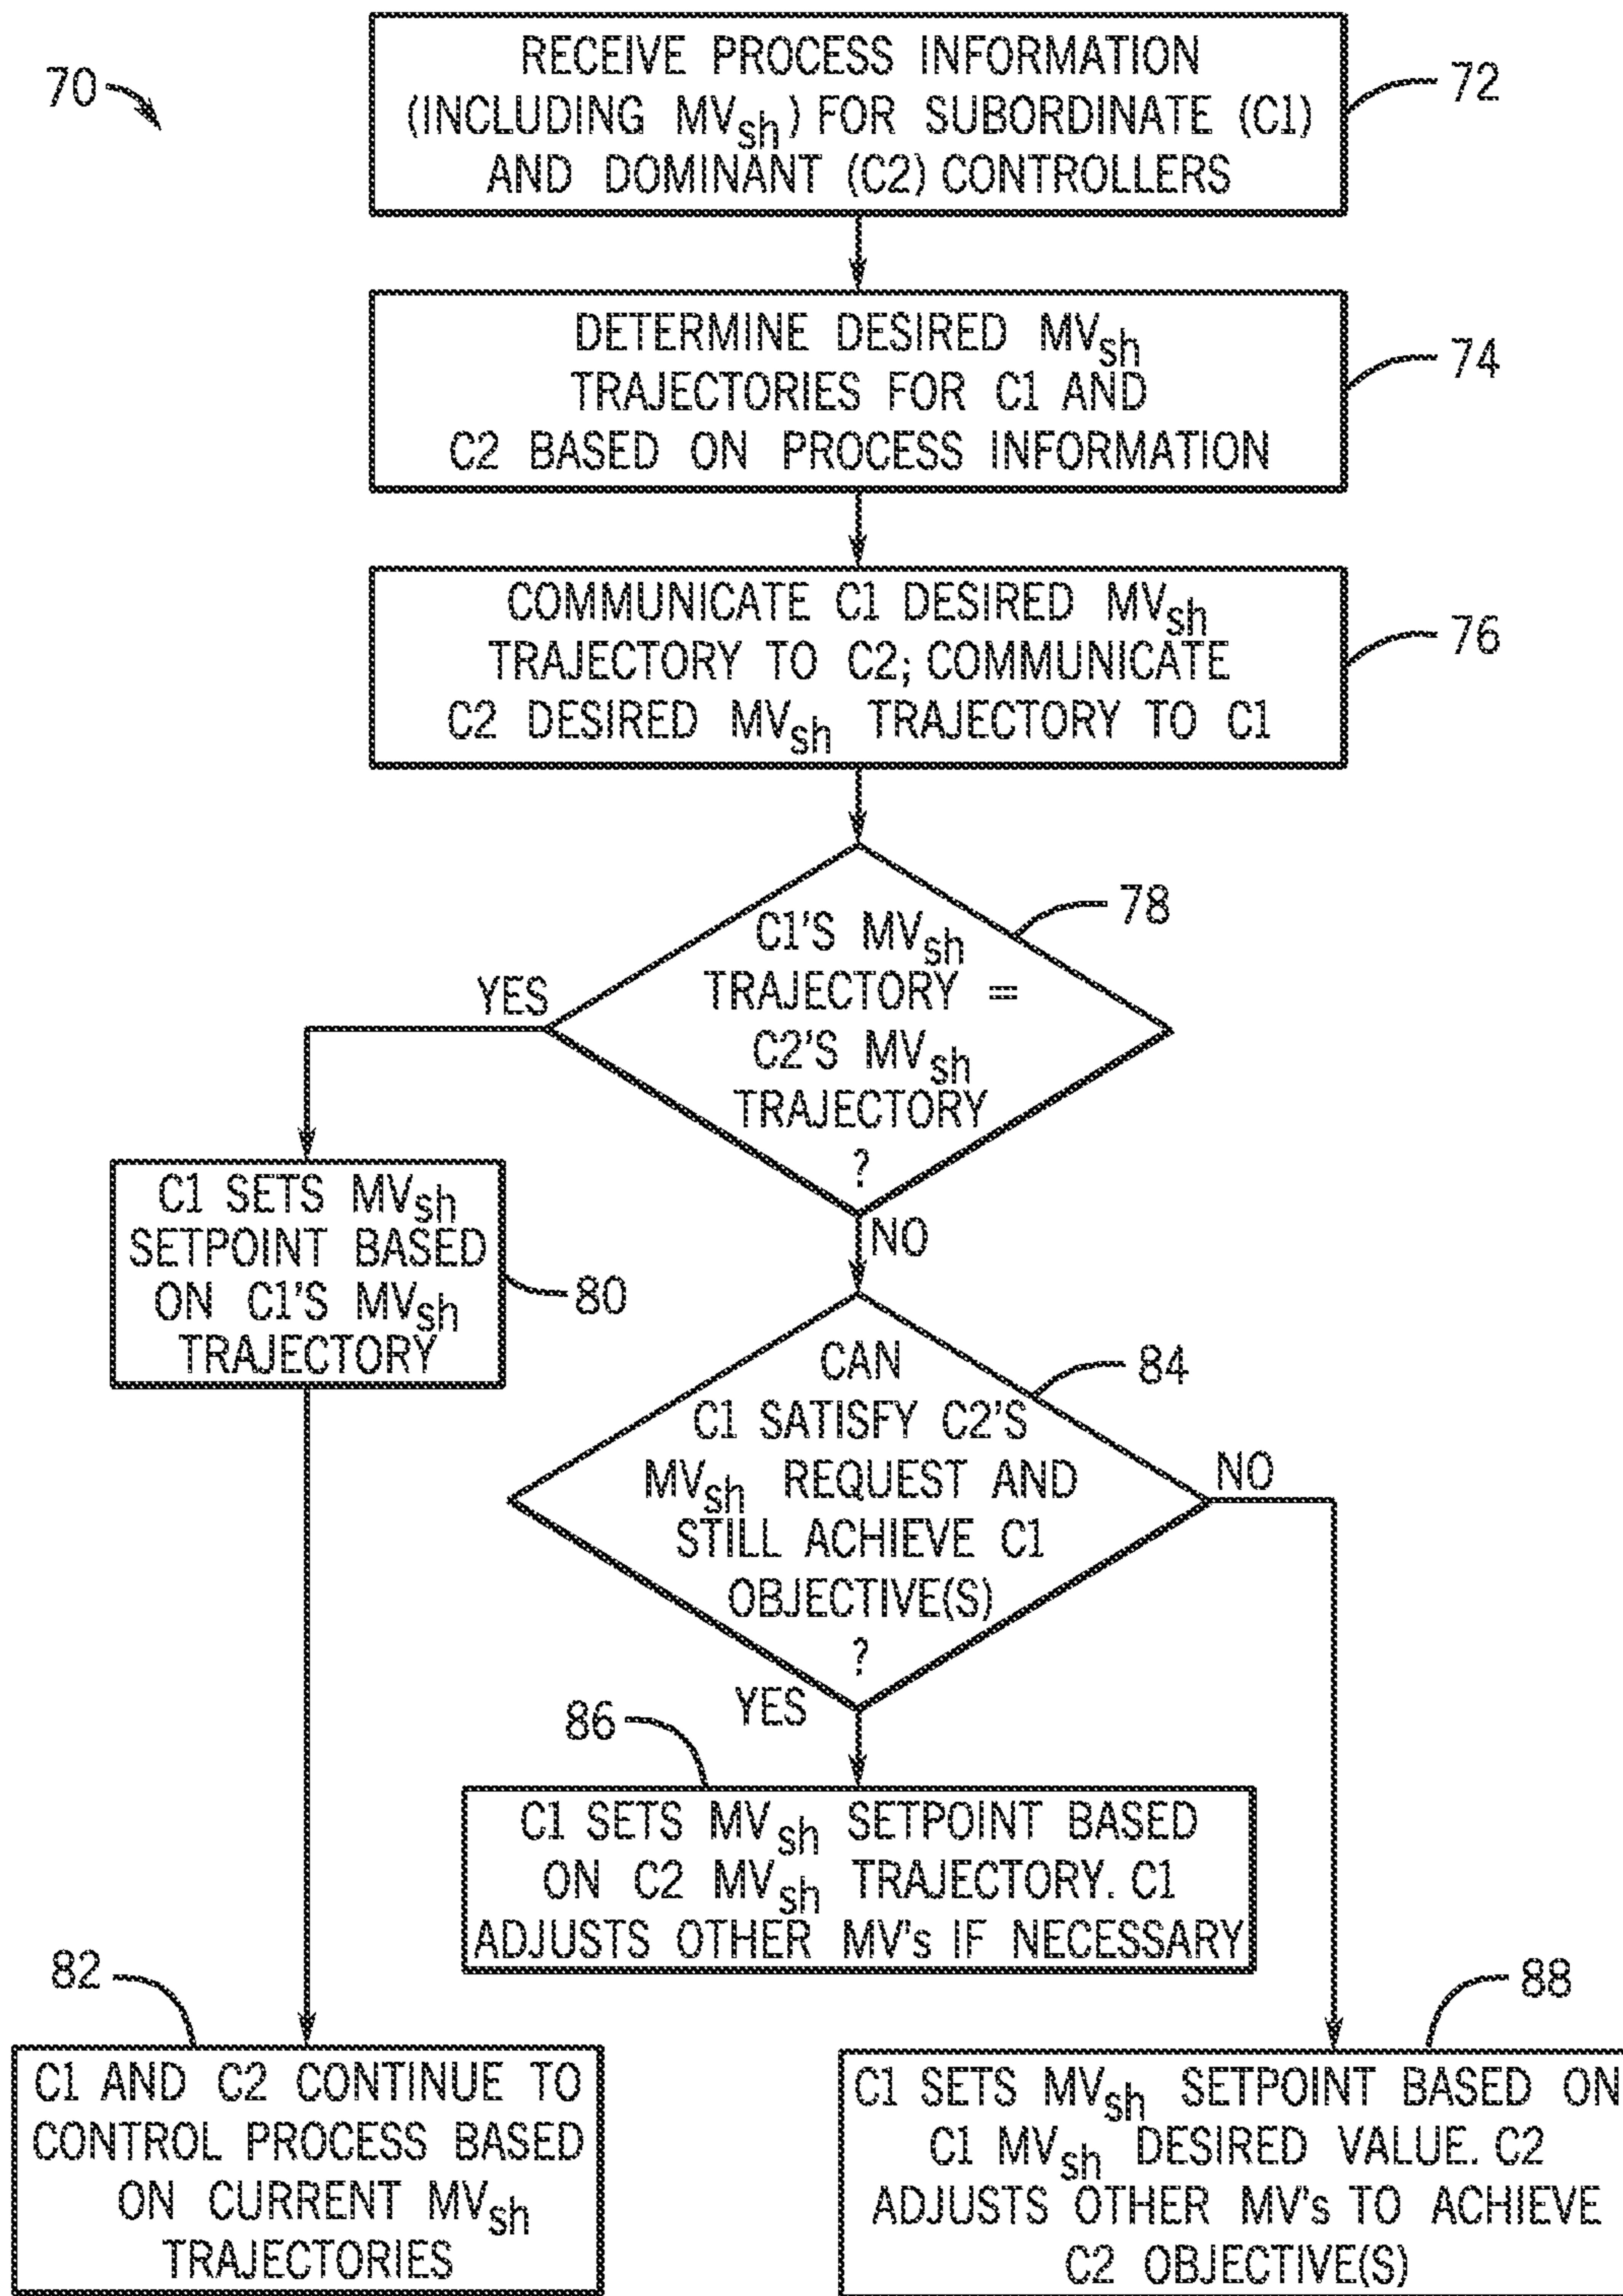 70
RECEIVE PROCESS INFORMATION
(INCLUDING MVsh) FOR SUBORDINATE (C1)
AND DOMINANT (C2) CONTROLLERS
72
DETERMINE DESIRED MVsh
TRAJECTORIES FOR C1 AND
C2 BASED ON PROCESS INFORMATION
74
COMMUNICATE C1 DESIRED MVsh
TRAJECTORY TO C2; COMMUNICATE
C2 DESIRED MVsh TRAJECTORY TO C1
76
C1'S MVsh
TRAJECTORY =
C2'S MVsh
TRAJECTORY
?
78
YES
NO
C1 SETS MVsh
SETPOINT BASED
ON C1'S MVsh
TRAJECTORY
80
CAN
C1 SATISFY C2'S
MVsh REQUEST AND
STILL ACHIEVE C1
OBJECTIVE(S)
?
84
NO
YES
86
C1 SETS MVsh SETPOINT BASED
ON C2 MVsh TRAJECTORY. C1
ADJUSTS OTHER MV's IF NECESSARY
82
C1 AND C2 CONTINUE TO
CONTROL PROCESS BASED
ON CURRENT MVsh
TRAJECTORIES
88
C1 SETS MVsh SETPOINT BASED ON
C1 MVsh DESIRED VALUE. C2
ADJUSTS OTHER MV's TO ACHIEVE
C2 OBJECTIVE(S)